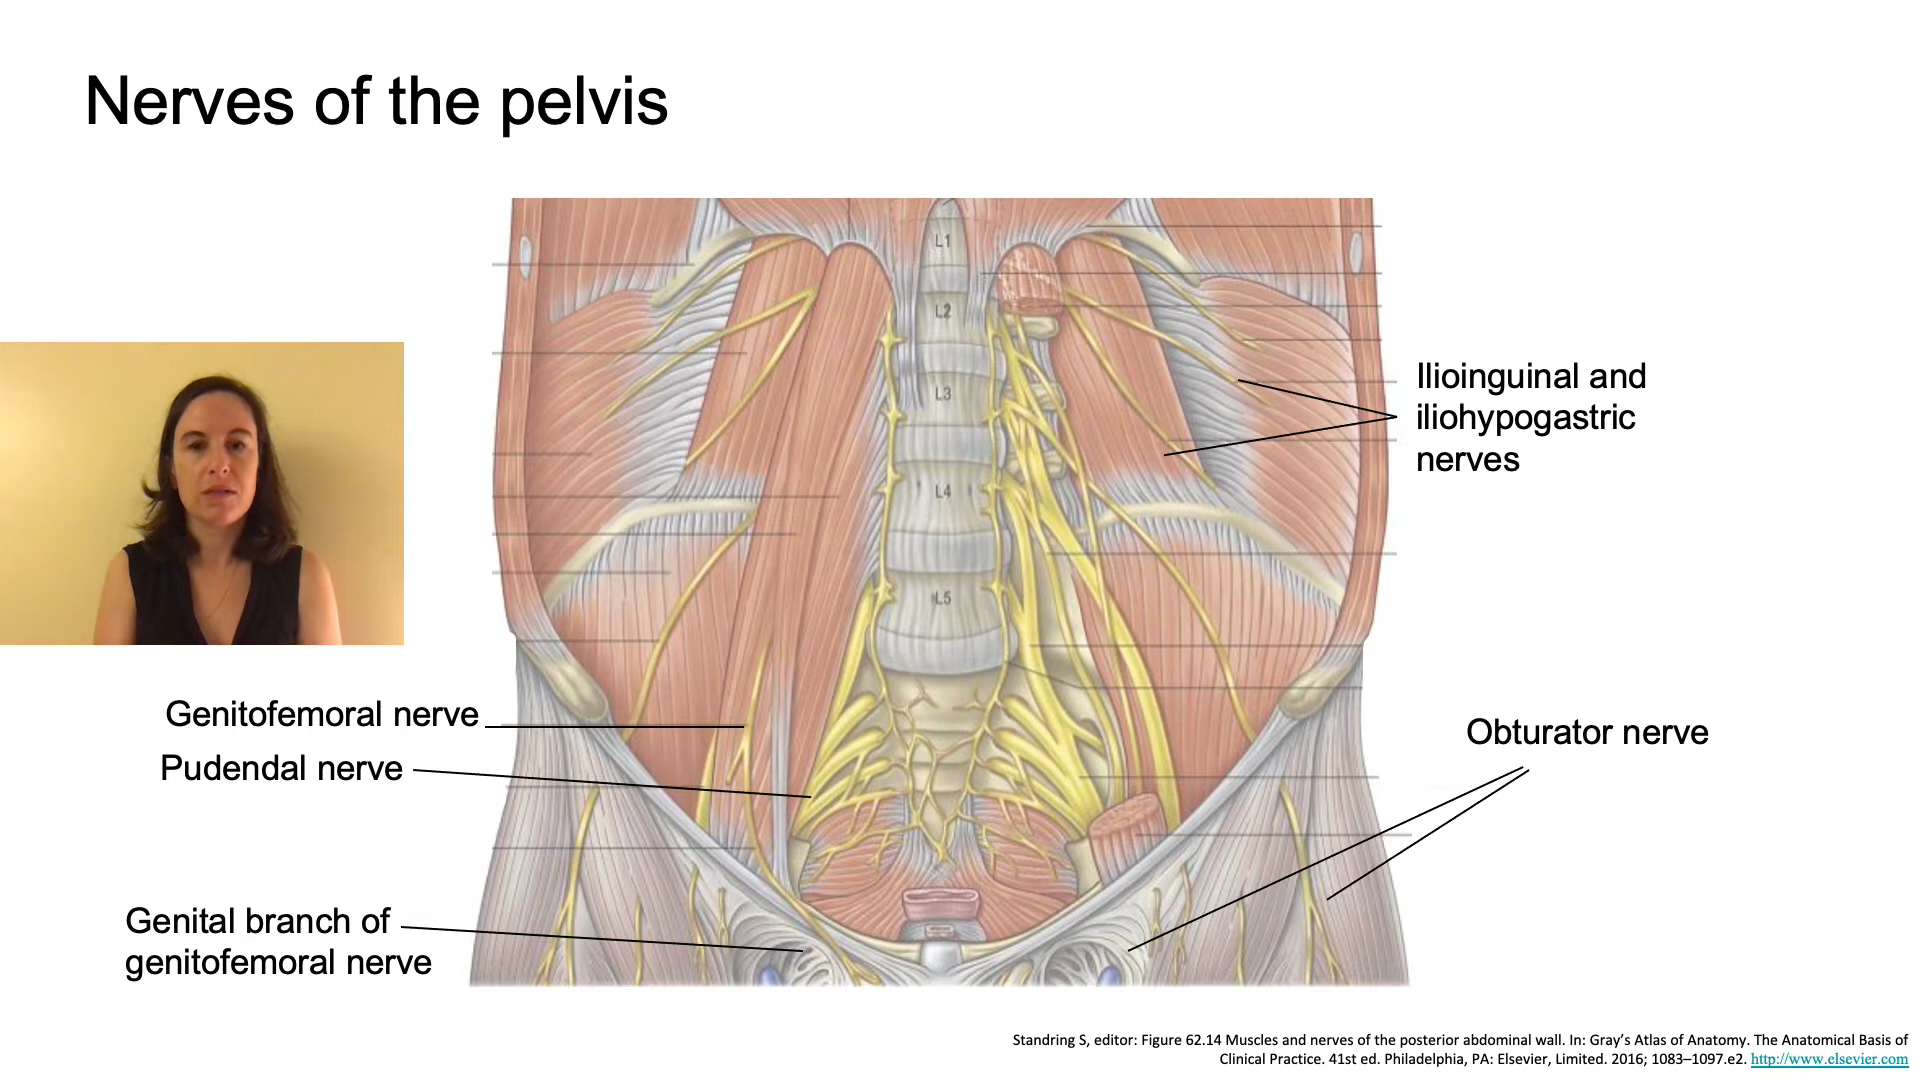 Nerves of the pelvis
L1
L2
L3
L4
L5
Ilioinguinal and
iliohypogastric
nerves
Genitofemoral nerve
Pudendal nerve
Obturator nerve
Genital branch of
genitofemoral nerve
Standring S, editor: Figure 62.14 Muscles and nerves of the posterior abdominal wall. In: Gray’s Atlas of Anatomy. The Anatomical Basis of
Clinical Practice. 41st ed. Philadelphia, PA: Elsevier, Limited. 2016; 1083–1097.e2. http://www.elsevier.com